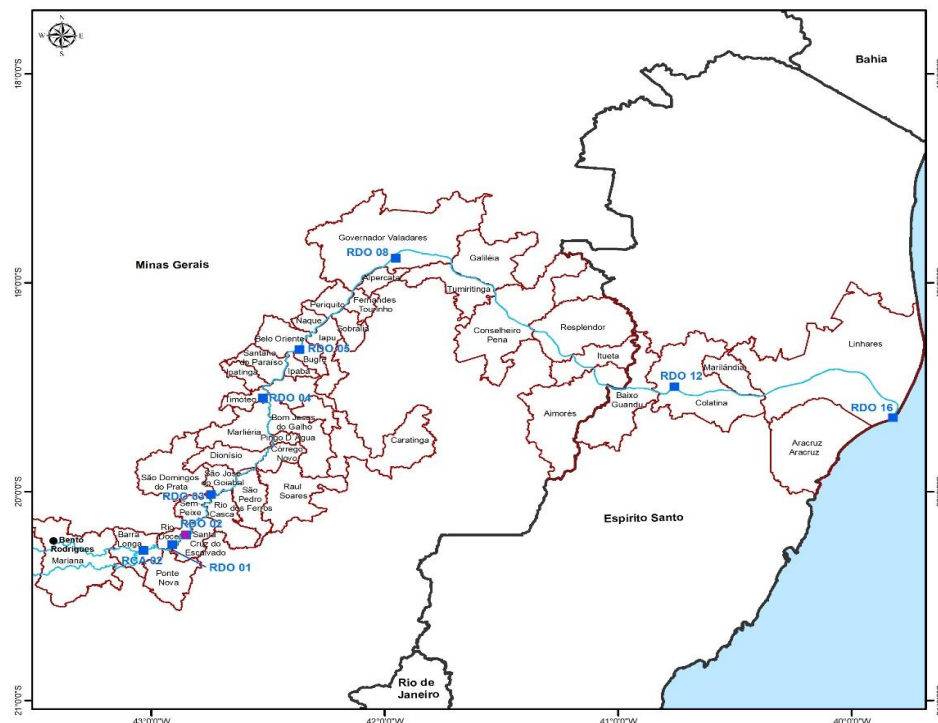 N
W E
S
Bahia
18°0'0"S
Minas Gerais
Governador Valadares
RDO 08
Galiléia
19°0'0"S
Alpercata
Tumiritinga
Fernandes
Tourinho
Periquito
Naque
Sobrália
Conselheiro
Pena
Resplendor
Belo Oriente
Iapu
Linhares
RDO 05
Itueta
Santana
do Paraíso
Bugre
Marilândia
Ipatinga
Ipaba
RDO 12
Baixo
Guandu
Colatina
Timóteo
RDO 04
RDO 16
Aimorés
Bom Jesus
do Galho
Marliéria
Pingo D Água
Caratinga
Aracruz
Aracruz
Córrego
Novo
Dionísio
São Domingos
do Prata
São José
do Goiabal
20°0'0"S
RDO 03
São
Pedro
dos Ferros
Raul
Soares
Sem
Peixe
Rio
Casca
Espirito Santo
RDO 02
Rio
Doce
Santa
Cruz do
Escalvado
Barra
Longa
Bento
Rodrigues
Mariana
RCA 02
RDO 01
Ponte
Nova
Rio de
Janeiro
21°0'0"S
43°0'0"W 42°0'0"W 41°0'0"W 40°0'0"W